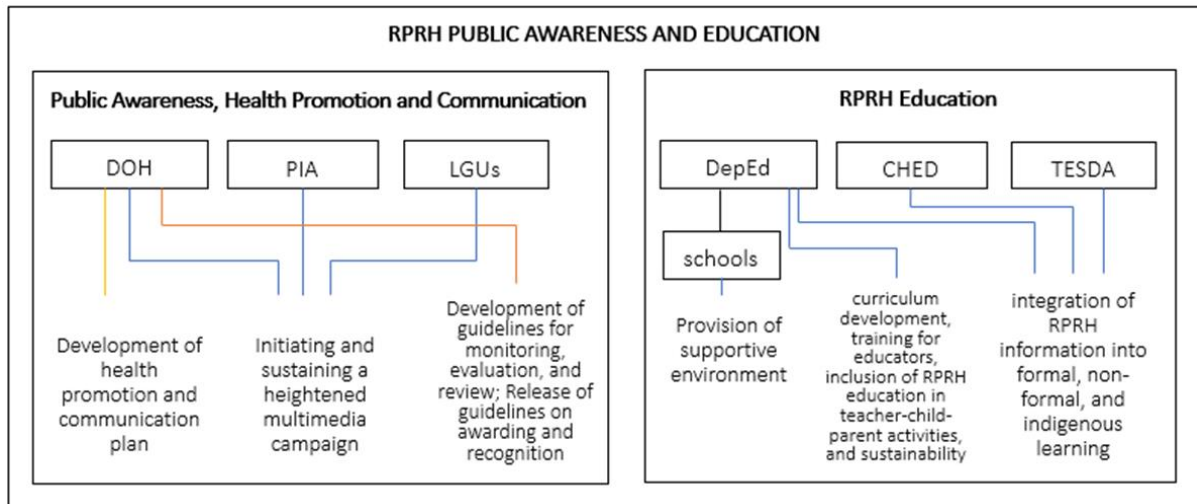 RPRH PUBLIC AWARENESS AND EDUCATION
Public Awareness, Health Promotion and Communication
DOH
PIA
LGUs
Development of
health
promotion and
communication
plan
Initiating and
sustaining a
heightened
multimedia
campaign
Development of
guidelines for
monitoring,
evaluation, and
review; Release of
guidelines on
awarding and
recognition
RPRH Education
DepEd
CHED
TESDA
schools
Provision of
supportive
environment
curriculum
development,
training for
educators,
inclusion of RPRH
education in
teacher-child-
parent activities,
and sustainability
integration of
RPRH
information into
formal, non-
formal, and
indigenous
learning